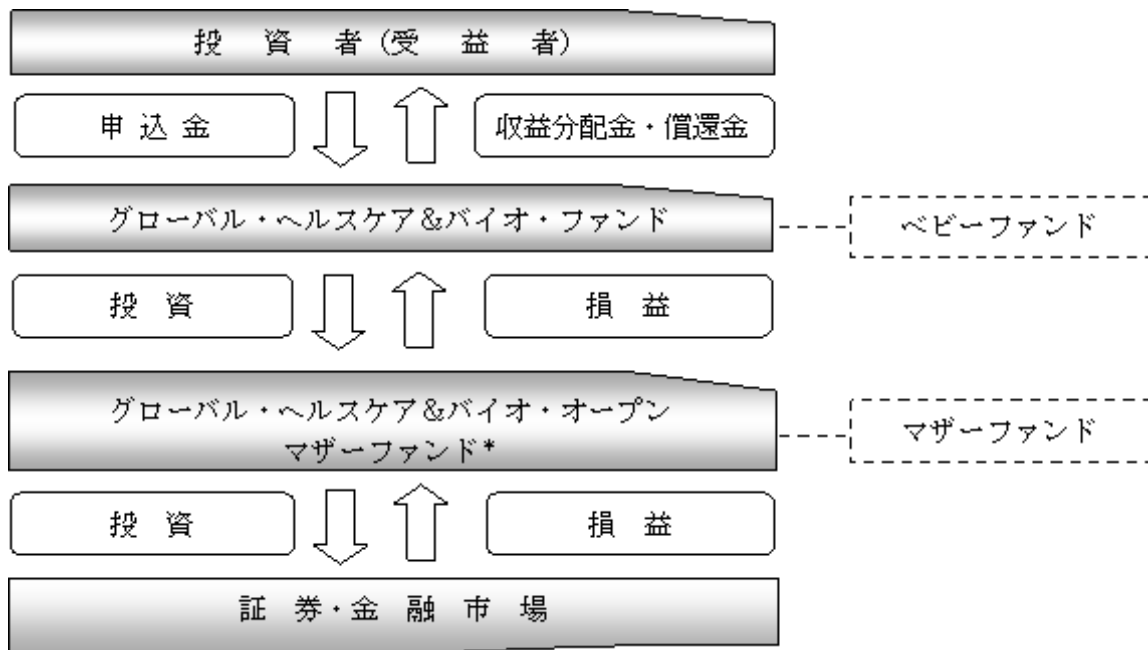 投資者(受益者)
申込金
収益分配金・償還金
グローバル・ヘルスケア&バイオ・ファンド
ベビーファンド
投資
損益
グローバル・ヘルスケア&バイオ・オープン
マザーファンド*
マザーファンド
投資
損益
証券・金融市場